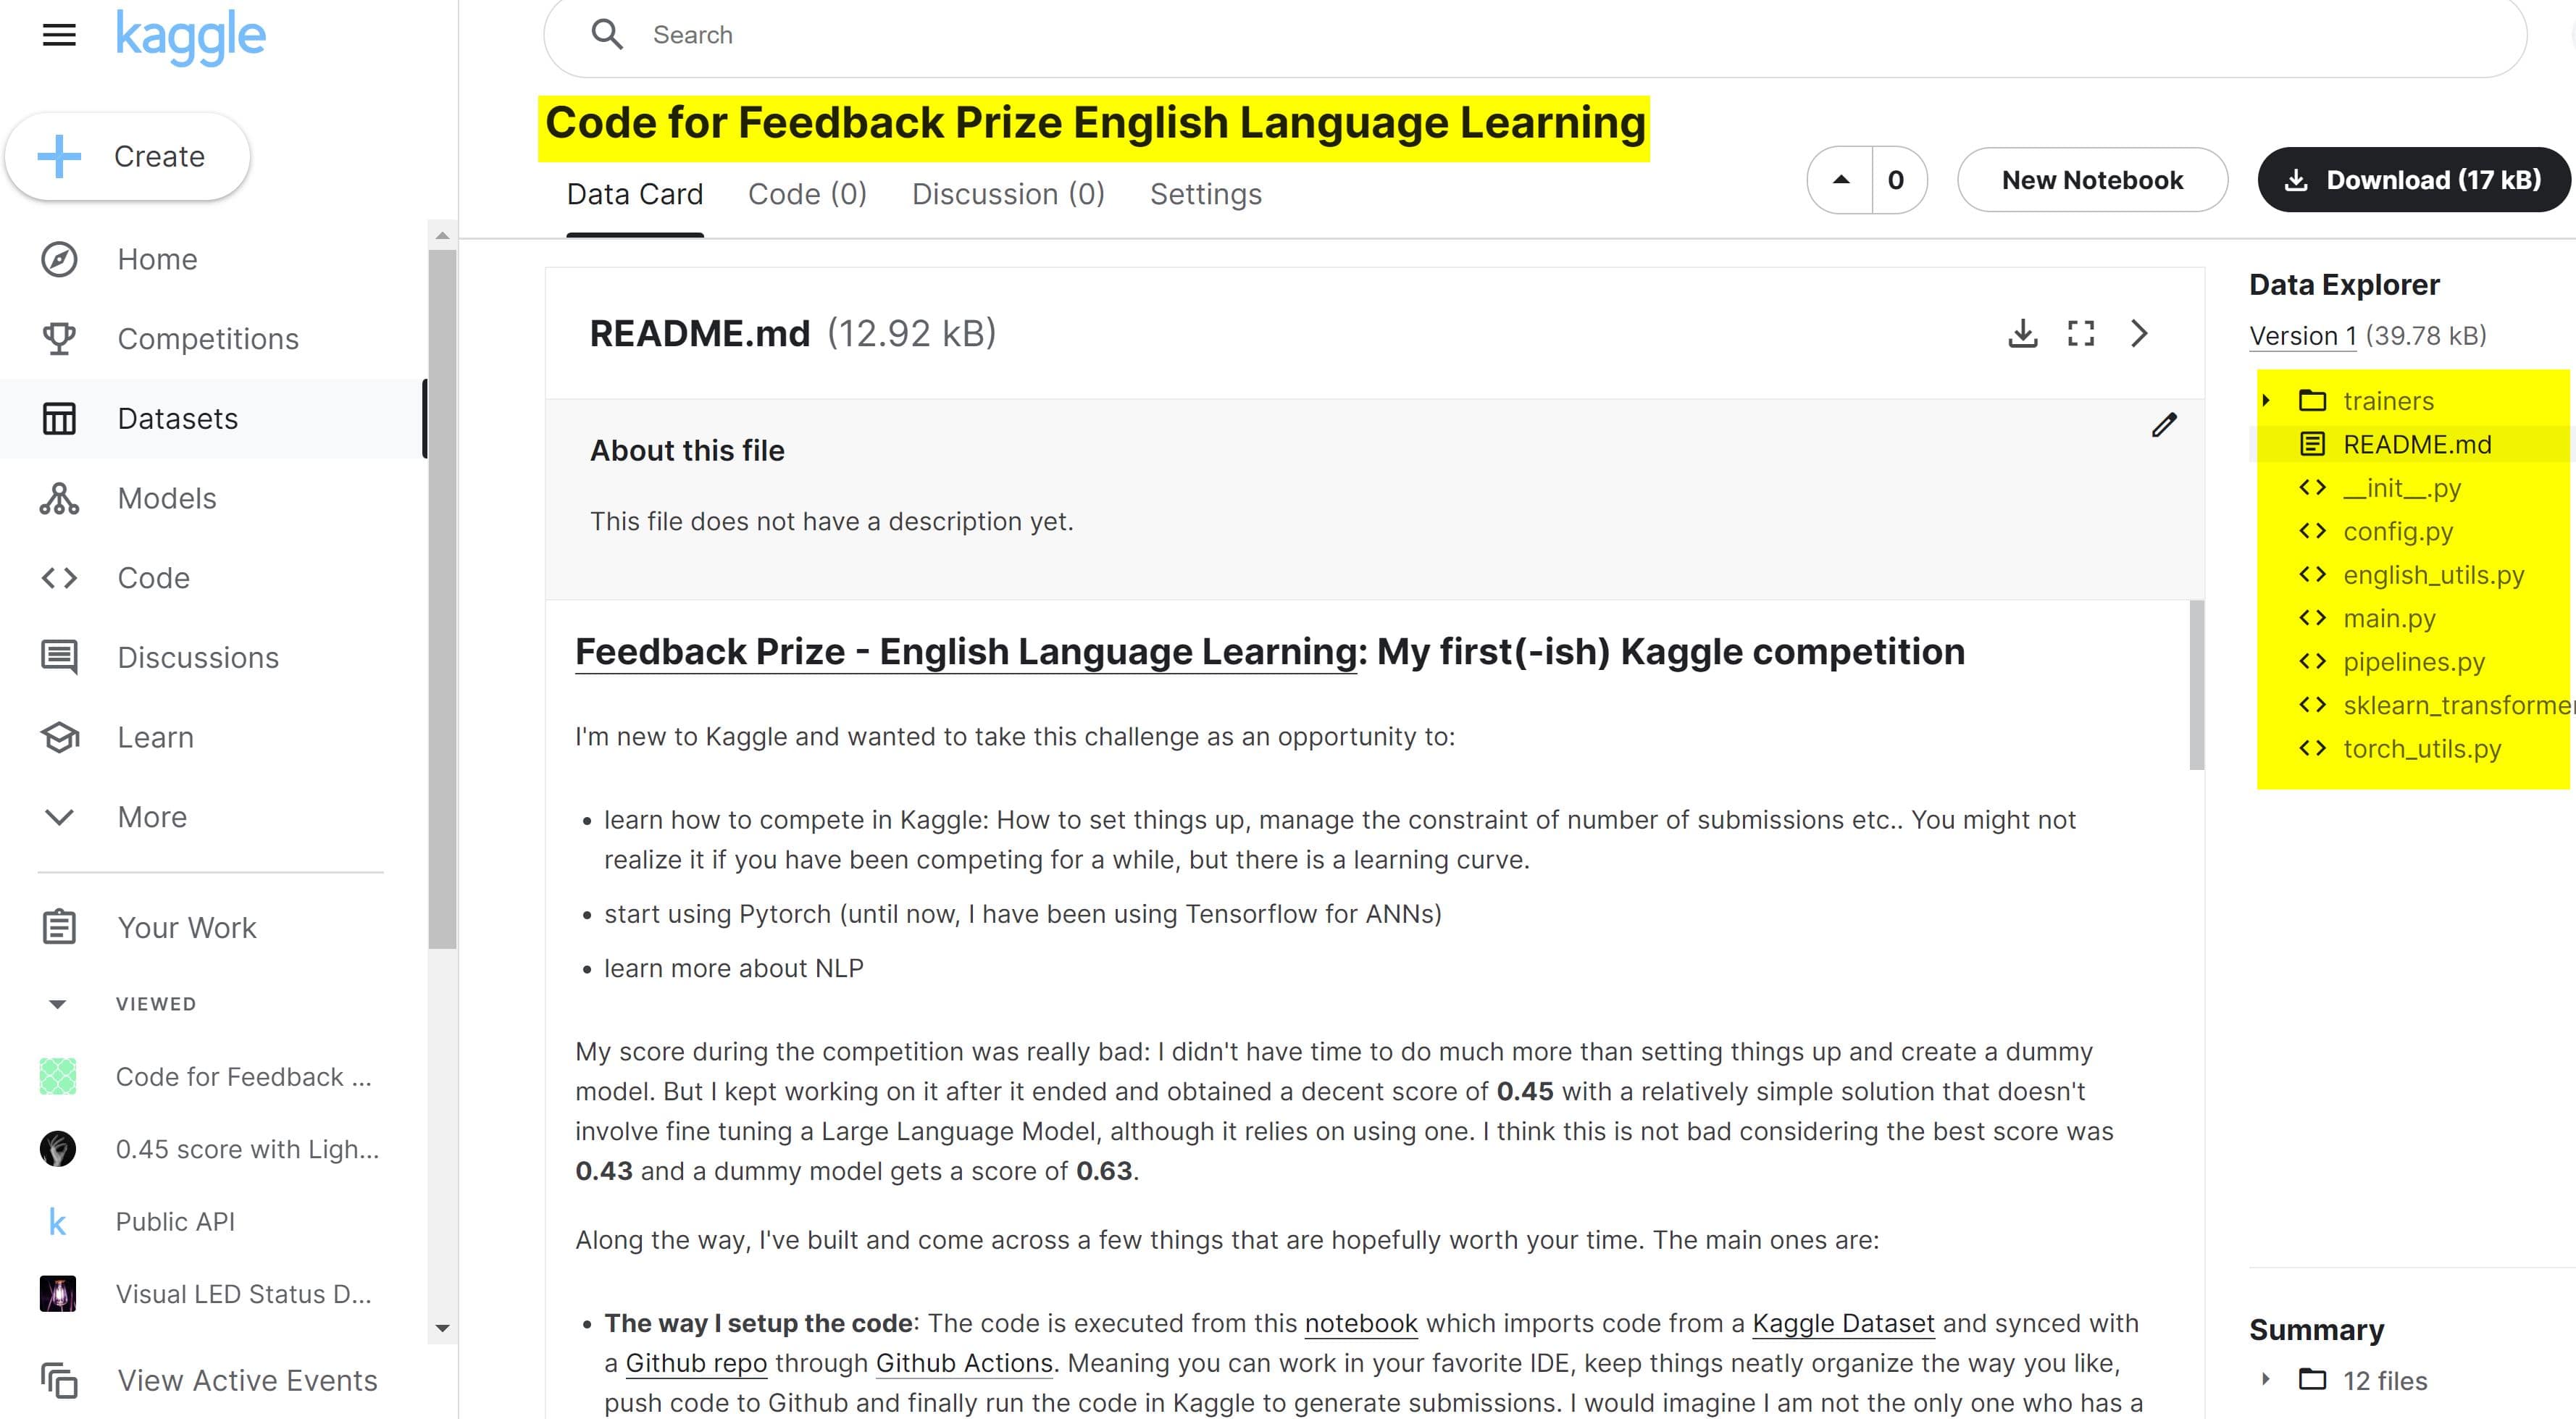 kaggle
Search
Create
Home
Competitions
Datasets
Models
Code
Discussions
Learn
More
Your Work
VIEWED
Code for Feedback ...
0.45 score with Ligh...
Public API
Visual LED Status D...
View Active Events
Code for Feedback Prize English Language Learning
Data Card
Code (0)
Discussion (0)
Settings
0
New Notebook
Download (17 kB)
README.md (12.92 kB)
About this file
This file does not have a description yet.
Feedback Prize - English Language Learning: My first(-ish) Kaggle competition
I'm new to Kaggle and wanted to take this challenge as an opportunity to:
• learn how to compete in Kaggle: How to set things up, manage the constraint of number of submissions etc.. You might not
realize it if you have been competing for a while, but there is a learning curve.
• start using Pytorch (until now, I have been using Tensorflow for ANNs)
• learn more about NLP
My score during the competition was really bad: I didn't have time to do much more than setting things up and create a dummy
model. But I kept working on it after it ended and obtained a decent score of 0.45 with a relatively simple solution that doesn't
involve fine tuning a Large Language Model, although it relies on using one. I think this is not bad considering the best score was
0.43 and a dummy model gets a score of 0.63.
Along the way, I've built and come across a few things that are hopefully worth your time. The main ones are:
• The way I setup the code: The code is executed from this notebook which imports code from a Kaggle Dataset and synced with
a Github repo through Github Actions. Meaning you can work in your favorite IDE, keep things neatly organize the way you like,
push code to Github and finally run the code in Kaggle to generate submissions. I would imagine I am not the only one who has a
Data Explorer
Version 1 (39.78 kB)
trainers
README.md
__init__.py
config.py
english_utils.py
main.py
pipelines.py
sklearn_transformer
torch_utils.py
Summary
12 files